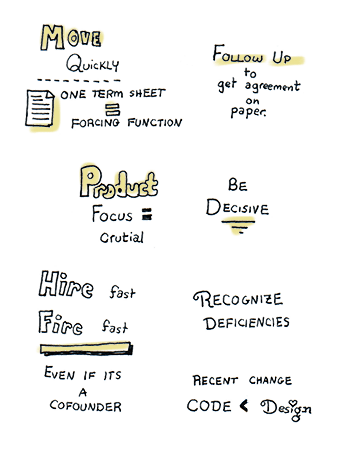 MOVE
QUICKLY
ONE TERM SHEET
=
FORCING FUNCTION
FOLLOW UP
to
get agreement
on
paper.
Product
Focus =
Crutial
BE
DECISIVE
Hire fast
Fire fast
EVEN IF ITS
A
COFOUNDER
RECOGNIZE
DEFICIENCIES
RECENT CHANGE
CODE < Design